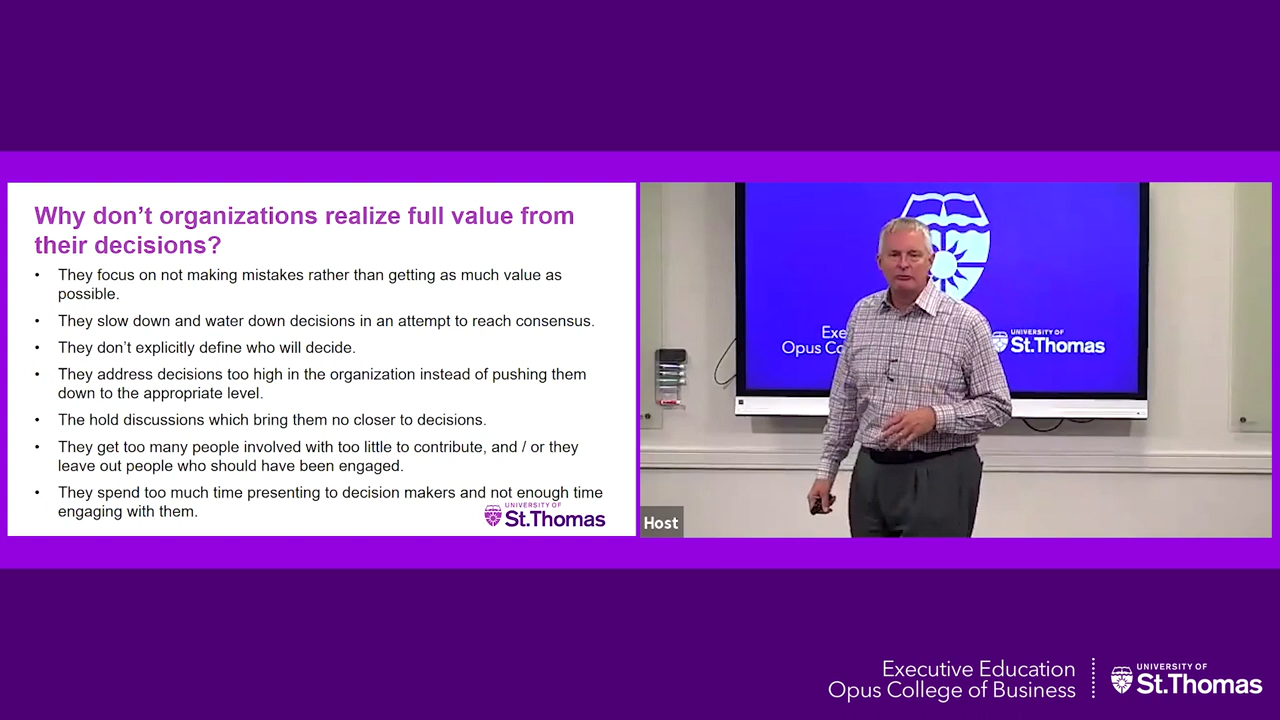 Why don’t organizations realize full value from
their decisions?
• They focus on not making mistakes rather than getting as much value as
possible.
• They slow down and water down decisions in an attempt to reach consensus.
• They don’t explicitly define who will decide.
• They address decisions too high in the organization instead of pushing them
down to the appropriate level.
• The hold discussions which bring them no closer to decisions.
• They get too many people involved with too little to contribute, and / or they
leave out people who should have been engaged.
• They spend too much time presenting to decision makers and not enough time
engaging with them.
UNIVERSITY OF
St.Thomas
Exe
Opus Co
UNIVERSITY OF
St.Thomas
Host
Executive Education
Opus College of Business
UNIVERSITY OF
St.Thomas